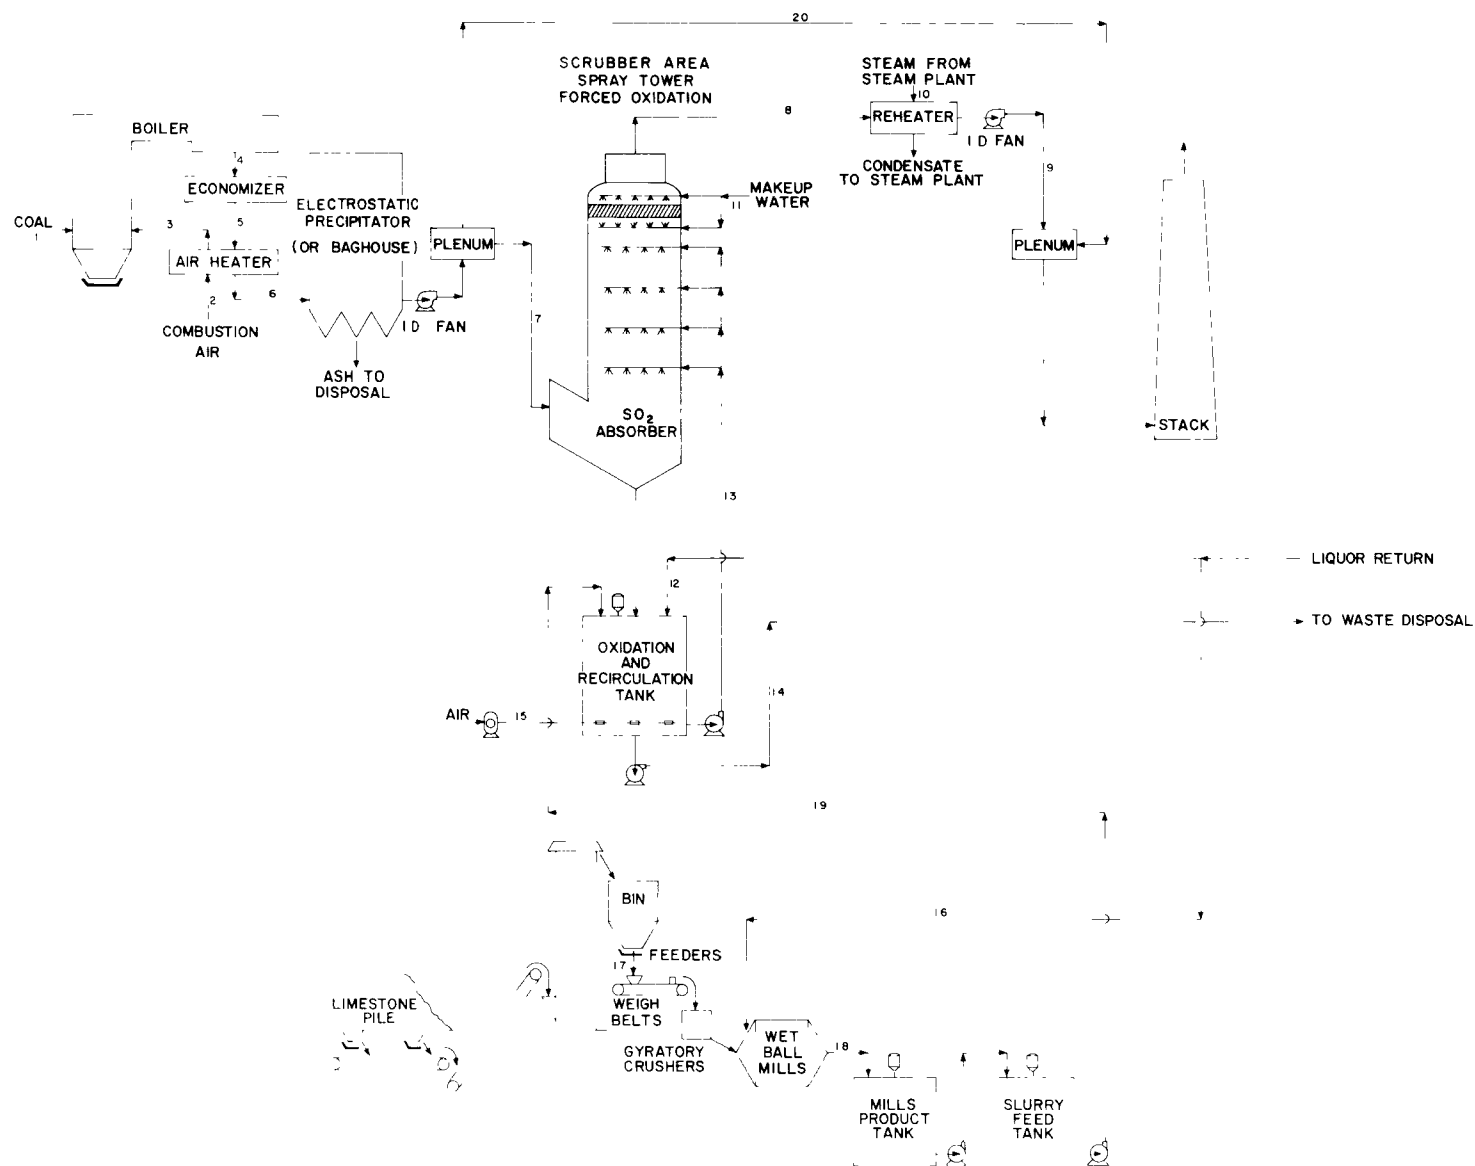 20
SCRUBBER AREA
SPRAY TOWER
FORCED OXIDATION
STEAM FROM
STEAM PLANT
10
8
REHEATER
I D FAN
CONDENSATE
TO STEAM PLANT
9
BOILER
4
ECONOMIZER
ELECTROSTATIC
PRECIPITATOR
(OR BAGHOUSE)
MAKEUP
WATER
11
COAL
1
3
5
AIR HEATER
PLENUM
PLENUM
2
6
COMBUSTION
AIR
I D FAN
7
ASH TO
DISPOSAL
SO2
ABSORBER
STACK
13
LIQUOR RETURN
12
TO WASTE DISPOSAL
OXIDATION
AND
RECIRCULATION
TANK
14
AIR
15
19
BIN
16
FEEDERS
17
WEIGH
BELTS
LIMESTONE
PILE
GYRATORY
CRUSHERS
WET
BALL
MILLS
18
MILLS
PRODUCT
TANK
SLURRY
FEED
TANK